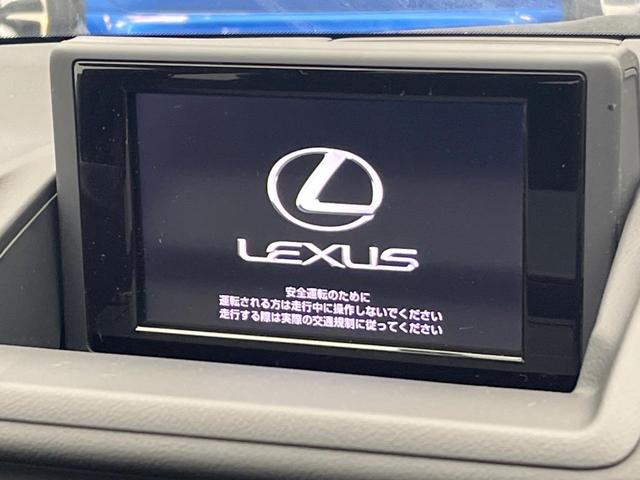 LEXUS
安全運転のために
運転される方は走行中に操作しないでください
走行する際は実際の交通規制に従ってください